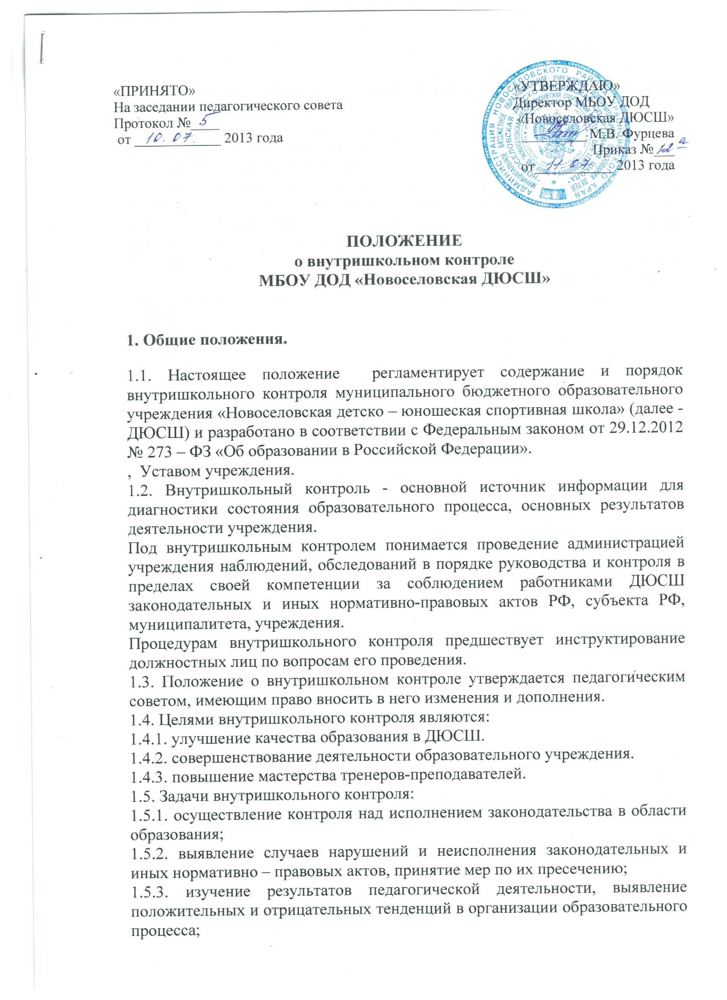 «ПРИНЯТО»
На заседании педагогического совета
Протокол № 5
от 10.07. 2013 года
«УТВЕРЖДАЮ»
Директор МБОУ ДОД
«Новоселовская ДЮСШ»
М.В. Фурцева
Приказ № 12 а
от 11 07 2013 года
АДМИНИСТРАЦИЯ НОВОСЕЛОВСКОГО РАЙОНА КРАСНОЯРСКОГО КРАЯ
ПОЛОЖЕНИЕ
о внутришкольном контроле
МБОУ ДОД «Новоселовская ДЮСШ»
1. Общие положения.
1.1. Настоящее положение регламентирует содержание и порядок
внутришкольного контроля муниципального бюджетного образовательного
учреждения «Новоселовская детско – юношеская спортивная школа» (далее -
ДЮСШ) и разработано в соответствии с Федеральным законом от 29.12.2012
№ 273 – ФЗ «Об образовании в Российской Федерации».
, Уставом учреждения.
1.2. Внутришкольный контроль - основной источник информации для
диагностики состояния образовательного процесса, основных результатов
деятельности учреждения.
Под внутришкольным контролем понимается проведение администрацией
учреждения наблюдений, обследований в порядке руководства и контроля в
пределах своей компетенции за соблюдением работниками ДЮСШ
законодательных и иных нормативно-правовых актов РФ, субъекта РФ,
муниципалитета, учреждения.
Процедурам внутришкольного контроля предшествует инструктирование
должностных лиц по вопросам его проведения.
1.3. Положение о внутришкольном контроле утверждается педагогическим
советом, имеющим право вносить в него изменения и дополнения.
1.4. Целями внутришкольного контроля являются:
1.4.1. улучшение качества образования в ДЮСШ.
1.4.2. совершенствование деятельности образовательного учреждения.
1.4.3. повышение мастерства тренеров-преподавателей.
1.5. Задачи внутришкольного контроля:
1.5.1. осуществление контроля над исполнением законодательства в области
образования;
1.5.2. выявление случаев нарушений и неисполнения законодательных и
иных нормативно – правовых актов, принятие мер по их пресечению;
1.5.3. изучение результатов педагогической деятельности, выявление
положительных и отрицательных тенденций в организации образовательного
процесса;